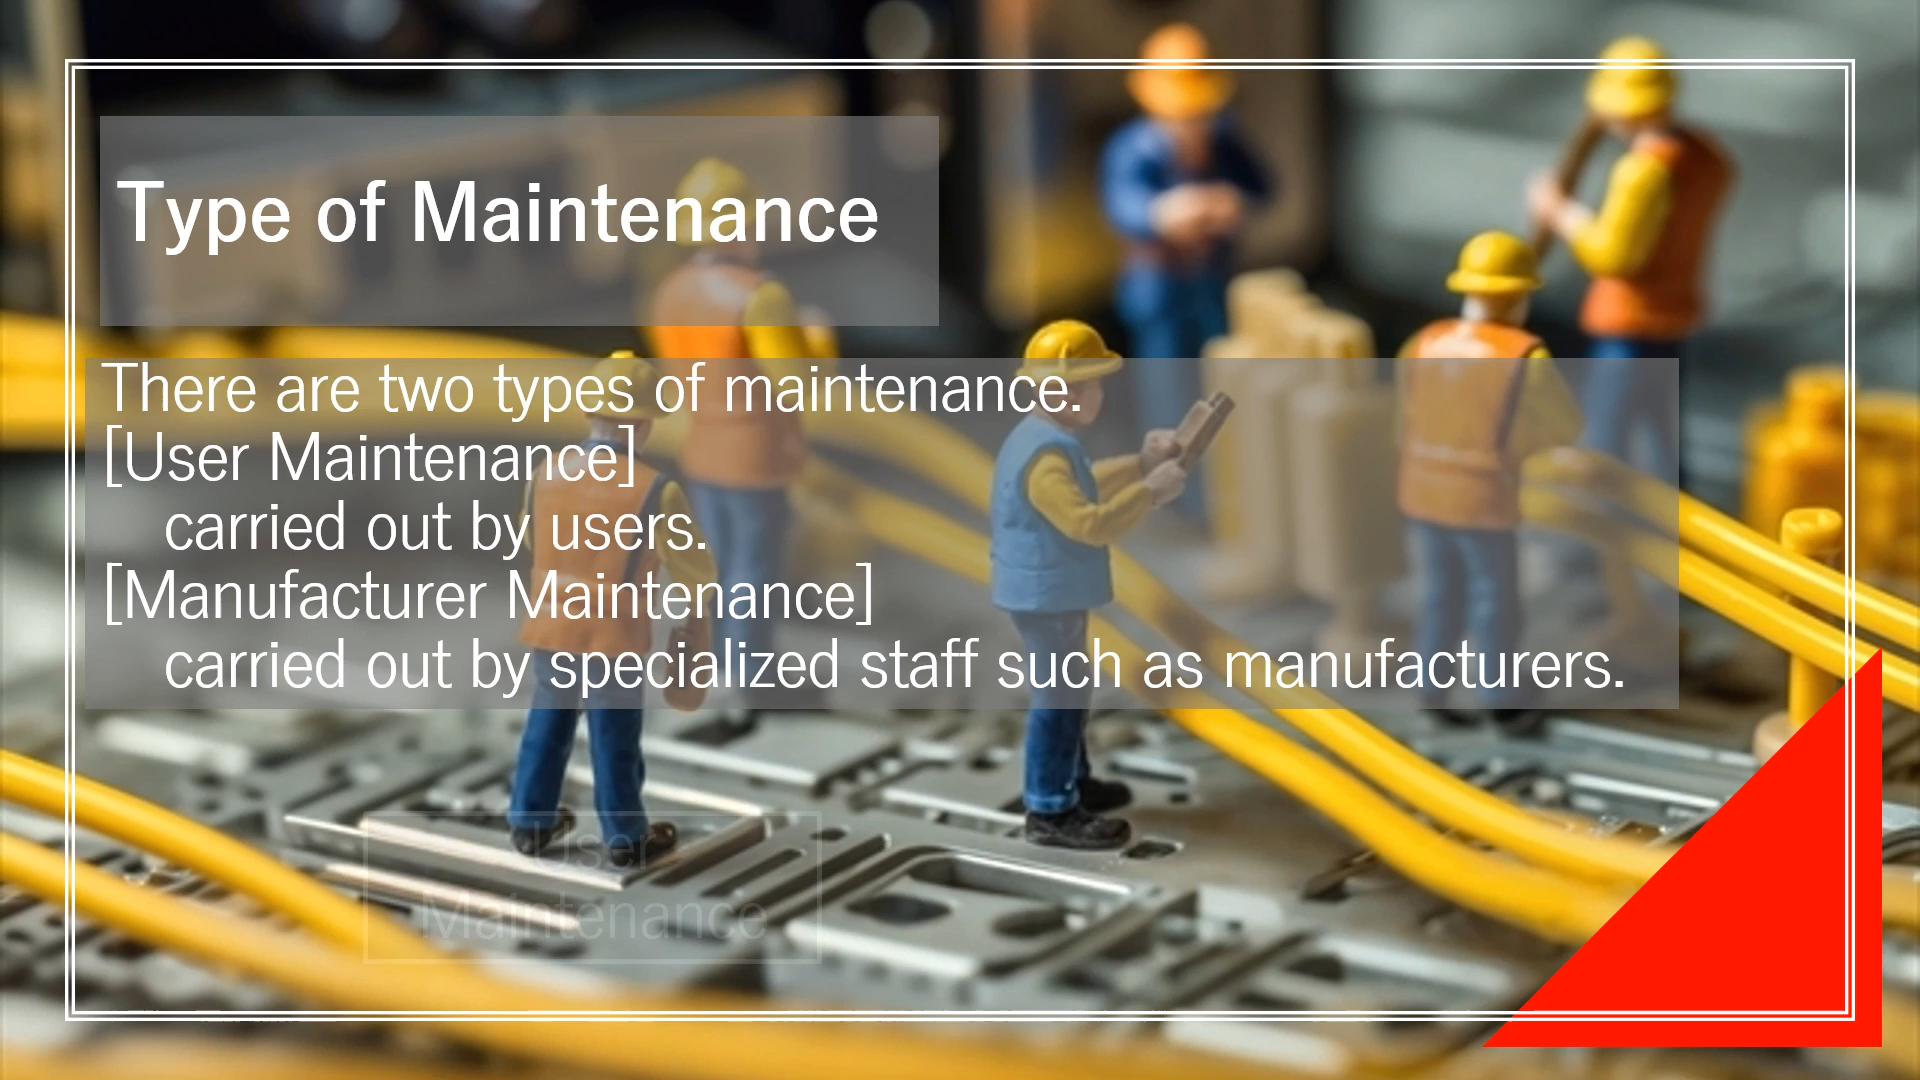 Type of Maintenance
There are two types of maintenance.
[User Maintenance]
carried out by users.
[Manufacturer Maintenance]
carried out by specialized staff such as manufacturers.
User
Maintenance